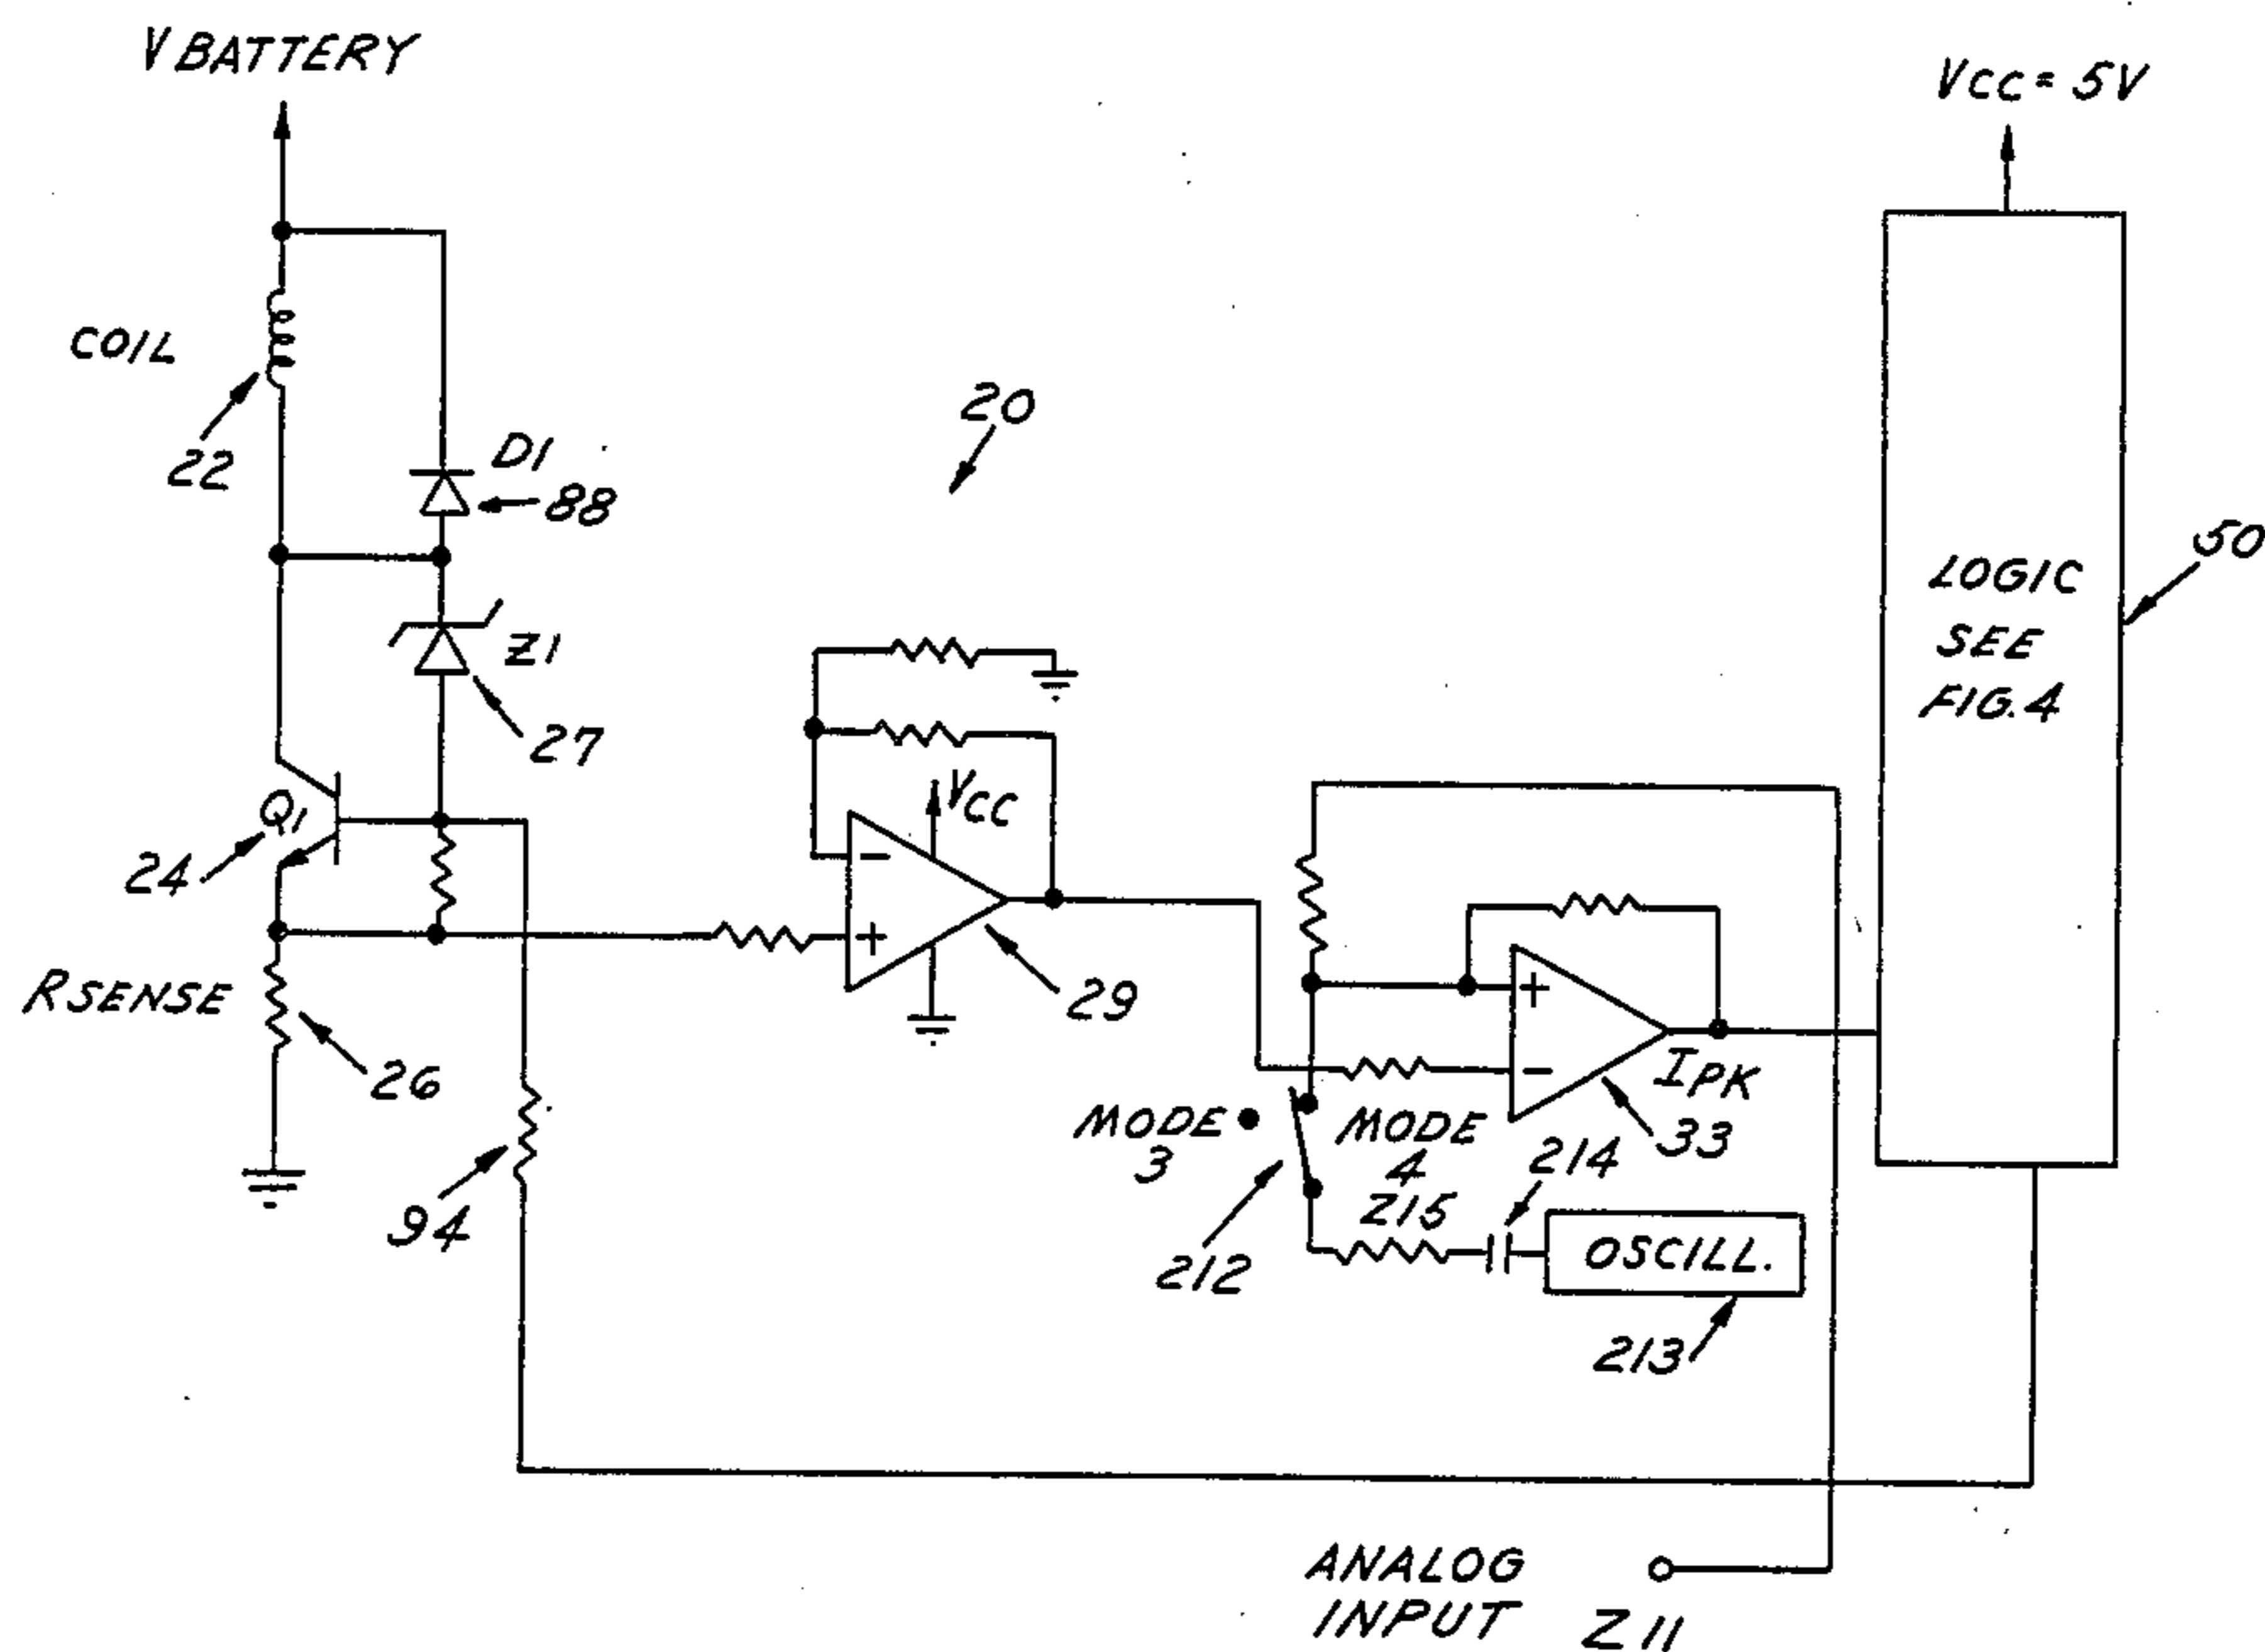 V BATTERY
VCC = 5V
COIL
22
D1
88
20
50
LOGIC
SEE
FIG. 4
Z1
27
VCC
Q1
24
-
+
29
RSENSE
26
+
-
IPK
33
MODE
3
MODE
4
214
215
94
212
OSCILL.
213
ANALOG
INPUT
211